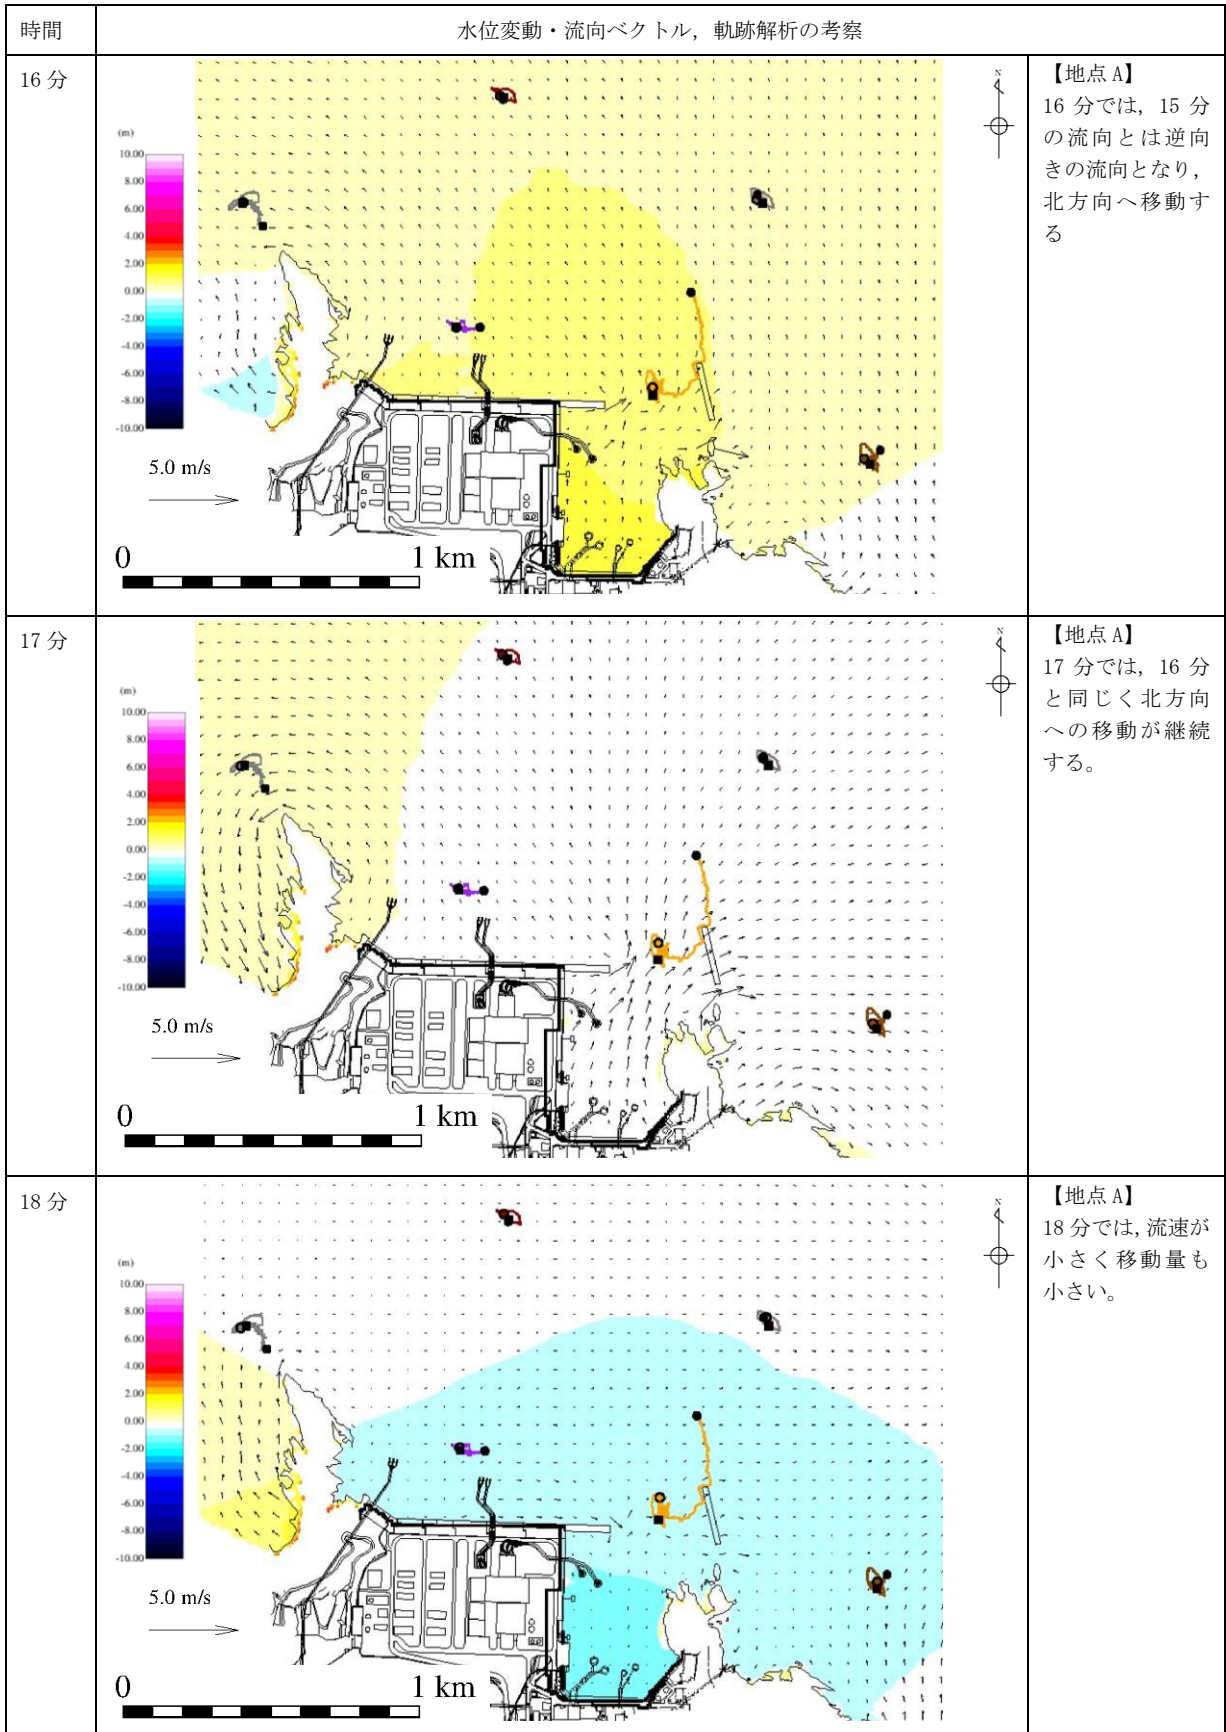 時間
水位変動・流向ベクトル，軌跡解析の考察
16 分
(m)
10.00
8.00
6.00
4.00
2.00
0.00
-2.00
-4.00
-6.00
-8.00
-10.00
5.0 m/s
0
1 km
N
【地点 A】
16 分では，15 分
の流向とは逆向
きの流向となり，
北方向へ移動す
る
17 分
(m)
10.00
8.00
6.00
4.00
2.00
0.00
-2.00
-4.00
-6.00
-8.00
-10.00
5.0 m/s
0
1 km
N
【地点 A】
17 分では，16 分
と同じく北方向
への移動が継続
する。
18 分
(m)
10.00
8.00
6.00
4.00
2.00
0.00
-2.00
-4.00
-6.00
-8.00
-10.00
5.0 m/s
0
1 km
N
【地点 A】
18 分では，流速が
小さく移動量も
小さい。